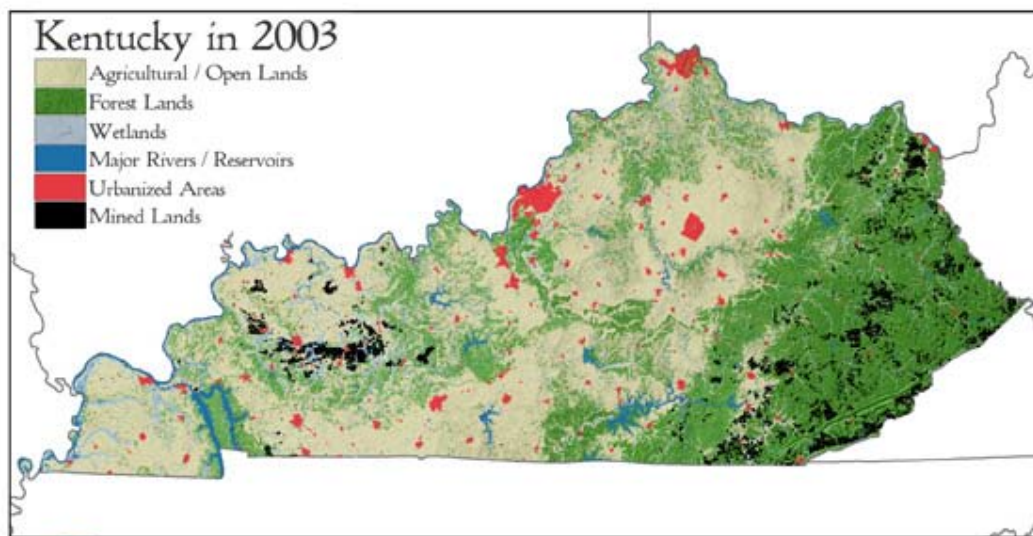 Kentucky in 2003
Agricultural / Open Lands
Forest Lands
Wetlands
Major Rivers / Reservoirs
Urbanized Areas
Mined Lands